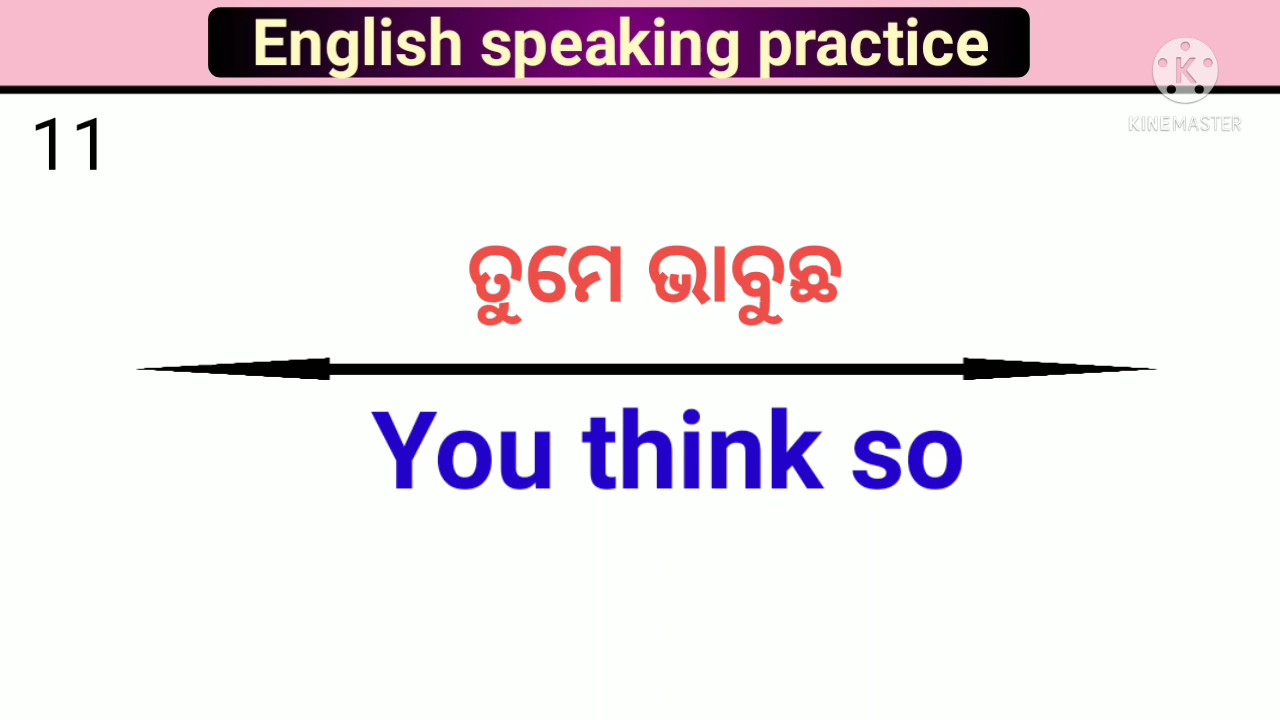 English speaking practice
KINEMASTER
11
ତୁମେ ଭାବୁଛ
You think so